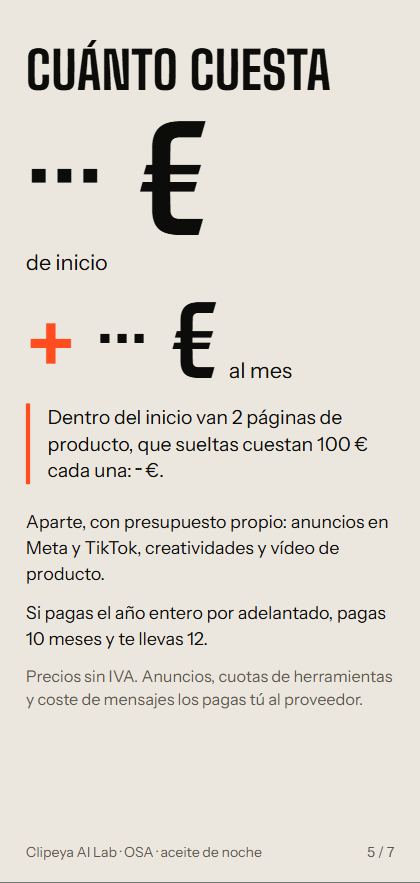 CUÁNTO CUESTA
··· €
de inicio
+ ··· € al mes
Dentro del inicio van 2 páginas de
producto, que sueltas cuestan 100 €
cada una: - €.
Aparte, con presupuesto propio: anuncios en
Meta y TikTok, creatividades y vídeo de
producto.
Si pagas el año entero por adelantado, pagas
10 meses y te llevas 12.
Precios sin IVA. Anuncios, cuotas de herramientas
y coste de mensajes los pagas tú al proveedor.
Clipeya AI Lab · OSA · aceite de noche
5 / 7